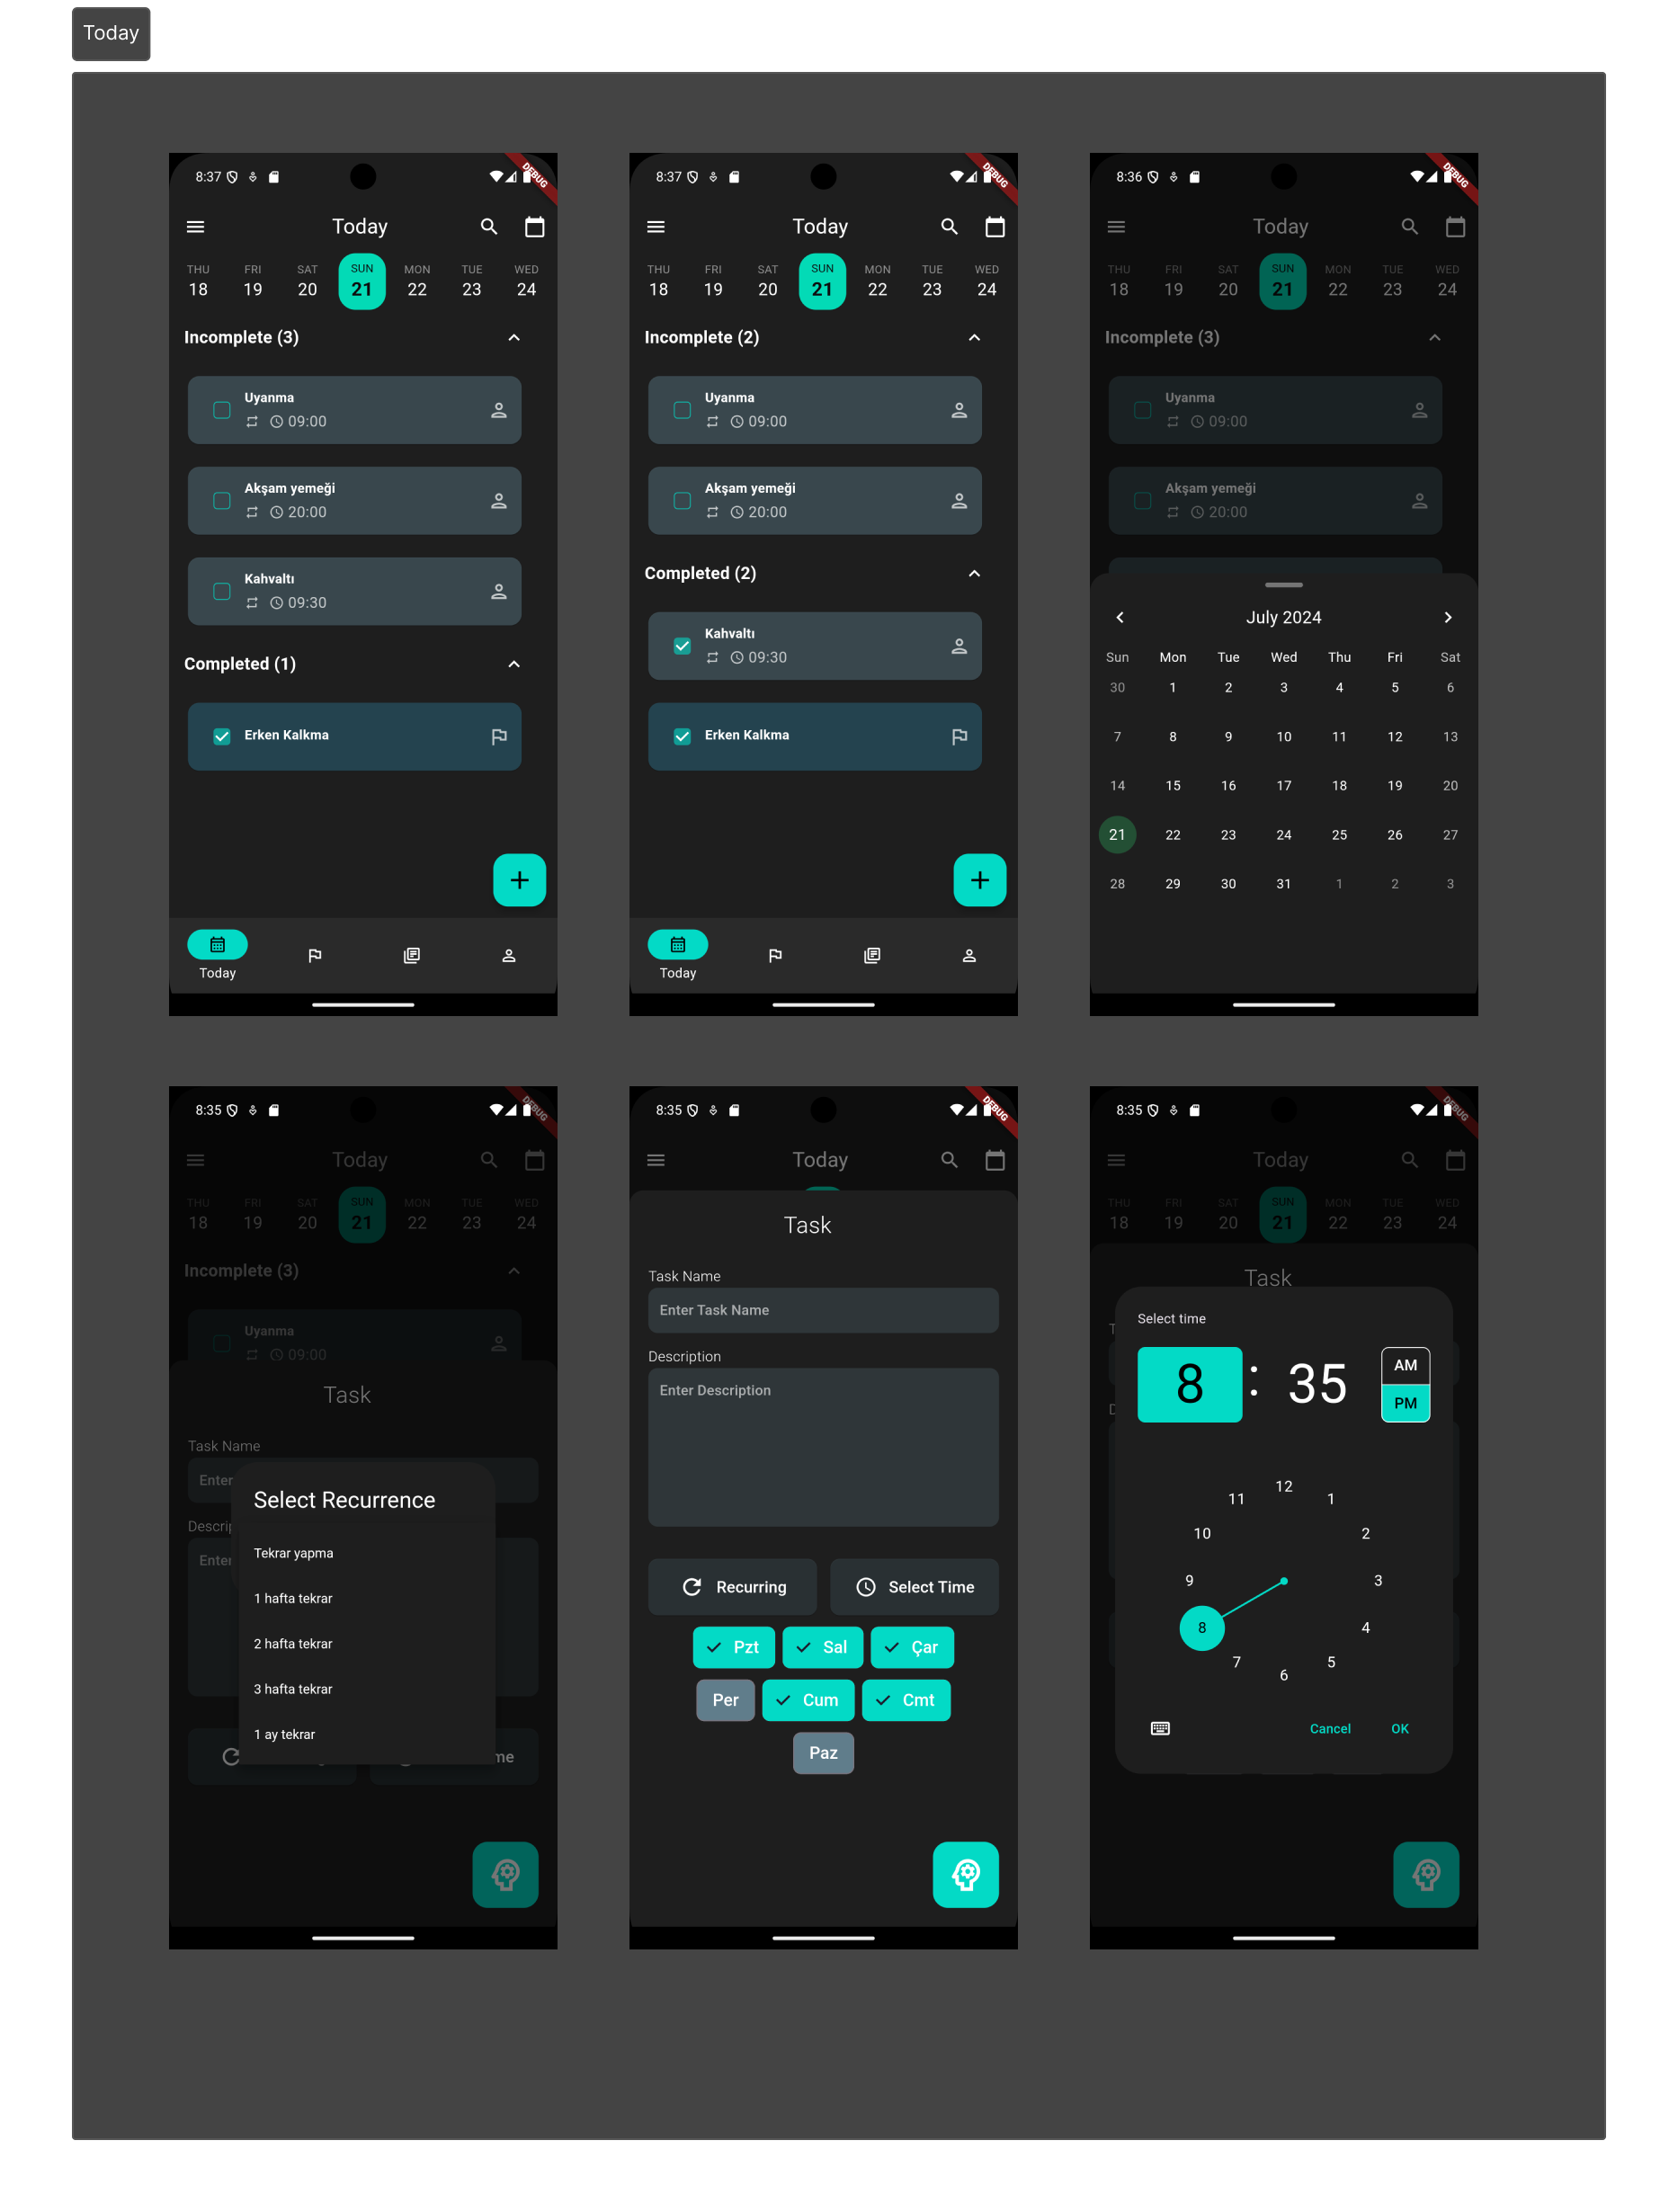 Today
8:37
DEBUG
Today
THU FRI SAT SUN MON TUE WED
18 19 20 21 22 23 24
Incomplete (3)
Uyanma
09:00
Akşam yemeği
20:00
Kahvaltı
09:30
Completed (1)
Erken Kalkma
Today
8:37
DEBUG
Today
THU FRI SAT SUN MON TUE WED
18 19 20 21 22 23 24
Incomplete (2)
Uyanma
09:00
Akşam yemeği
20:00
Completed (2)
Kahvaltı
09:30
Erken Kalkma
Today
8:36
DEBUG
Today
THU FRI SAT SUN MON TUE WED
18 19 20 21 22 23 24
Incomplete (3)
Uyanma
09:00
Akşam yemeği
20:00
July 2024
Sun Mon Tue Wed Thu Fri Sat
30 1 2 3 4 5 6
7 8 9 10 11 12 13
14 15 16 17 18 19 20
21 22 23 24 25 26 27
28 29 30 31 1 2 3
8:35
DEBUG
Today
THU FRI SAT SUN MON TUE WED
18 19 20 21 22 23 24
Incomplete (3)
Uyanma
09:00
Task
Task Name
Enter
Select Recurrence
Descrip
Enter
Tekrar yapma
1 hafta tekrar
2 hafta tekrar
3 hafta tekrar
1 ay tekrar
me
8:35
DEBUG
Today
Task
Task Name
Enter Task Name
Description
Enter Description
Recurring Select Time
Pzt Sal Çar
Per Cum Cmt
Paz
8:35
DEBUG
Today
THU FRI SAT SUN MON TUE WED
18 19 20 21 22 23 24
Task
Select time
8 : 35
AM
PM
12
11 1
10 2
9 3
8 4
7 5
6
Cancel OK